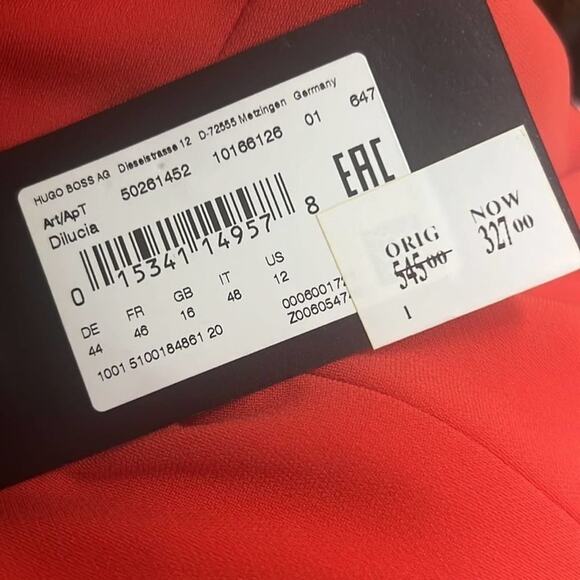 HUGO BOSS AG Dieselstrasse 12 D-72555 Metzingen Germany
Art/ApT 50261452 10166126 01 647
Dilucia
EAC
0 15341 14957 8
DE FR GB IT US
44 46 16 48 12
1001 5100184861 20
0006001
Z006054
ORIG NOW
545 00 327 00
1